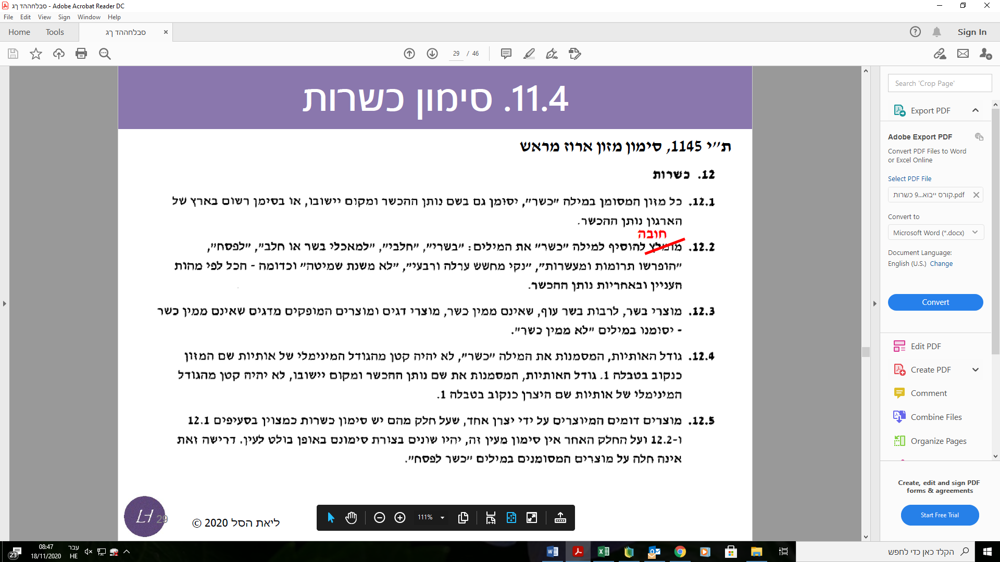 גך סבלחההד - Adobe Acrobat Reader DC
File Edit View Sign Window Help
Home Tools גך סבלחההד Sign In
29 / 46
11.4. סימון כשרות
ת״י 1145, סימון מזון ארוז מראש
12. כשרות
12.1. כל מזון המסומן במילה ״כשר״, יסומן גם בשם נותן ההכשר ומקום יישובו, או בסימן רשום בארץ של
הארגון נותן ההכשר.
חובה
12.2. מומלץ להוסיף למילה ״כשר״ את המילים: ״בשרי״, ״חלבי״, ״למאכלי בשר או חלב״, ״לפסח״,
״הופרשו תרומות ומעשרות״, ״נקי מחשש ערלה ורבעי״, ״לא משנת שמיטה״ וכדומה - הכל לפי מהות
העניין ובאחריות נותן ההכשר.
12.3. מוצרי בשר, לרבות בשר עוף, שאינם ממין כשר, מוצרי דגים ומוצרים המופקים מדגים שאינם ממין כשר
- יסומנו במילים ״לא ממין כשר״.
12.4. גודל האותיות, המסמנות את המילה ״כשר״, לא יהיה קטן מהגודל המינימלי של אותיות שם המזון
כנקוב בטבלה 1. גודל האותיות, המסמנות את שם נותן ההכשר ומקום יישובו, לא יהיה קטן מהגודל
המינימלי של אותיות שם היצרן כנקוב בטבלה 1.
12.5. מוצרים דומים המיוצרים על ידי יצרן אחד, שעל חלק מהם יש סימון כשרות כמצוין בסעיפים 12.1
ו-12.2 ועל החלק האחר אין סימון מעין זה, יהיו שונים בצורת סימונם באופן בולט לעין. דרישה זאת
אינה חלה על מוצרים המסומנים במילים ״כשר לפסח״.
LH 29
ליאת הסל 2020 ©
111%
Search 'Crop Page'
Export PDF
Adobe Export PDF
Convert PDF Files to Word
or Excel Online
Select PDF File
קורס ייבוא...9 כשרות.pdf
Convert to
Microsoft Word (*.docx)
Document Language:
English (U.S.) Change
Convert
Edit PDF
Create PDF
Comment
Combine Files
Organize Pages
Create, edit and sign PDF
forms & agreements
Start Free Trial
23
08:47
18/11/2020
עבר
HE
הקלד כאן כדי לחפש